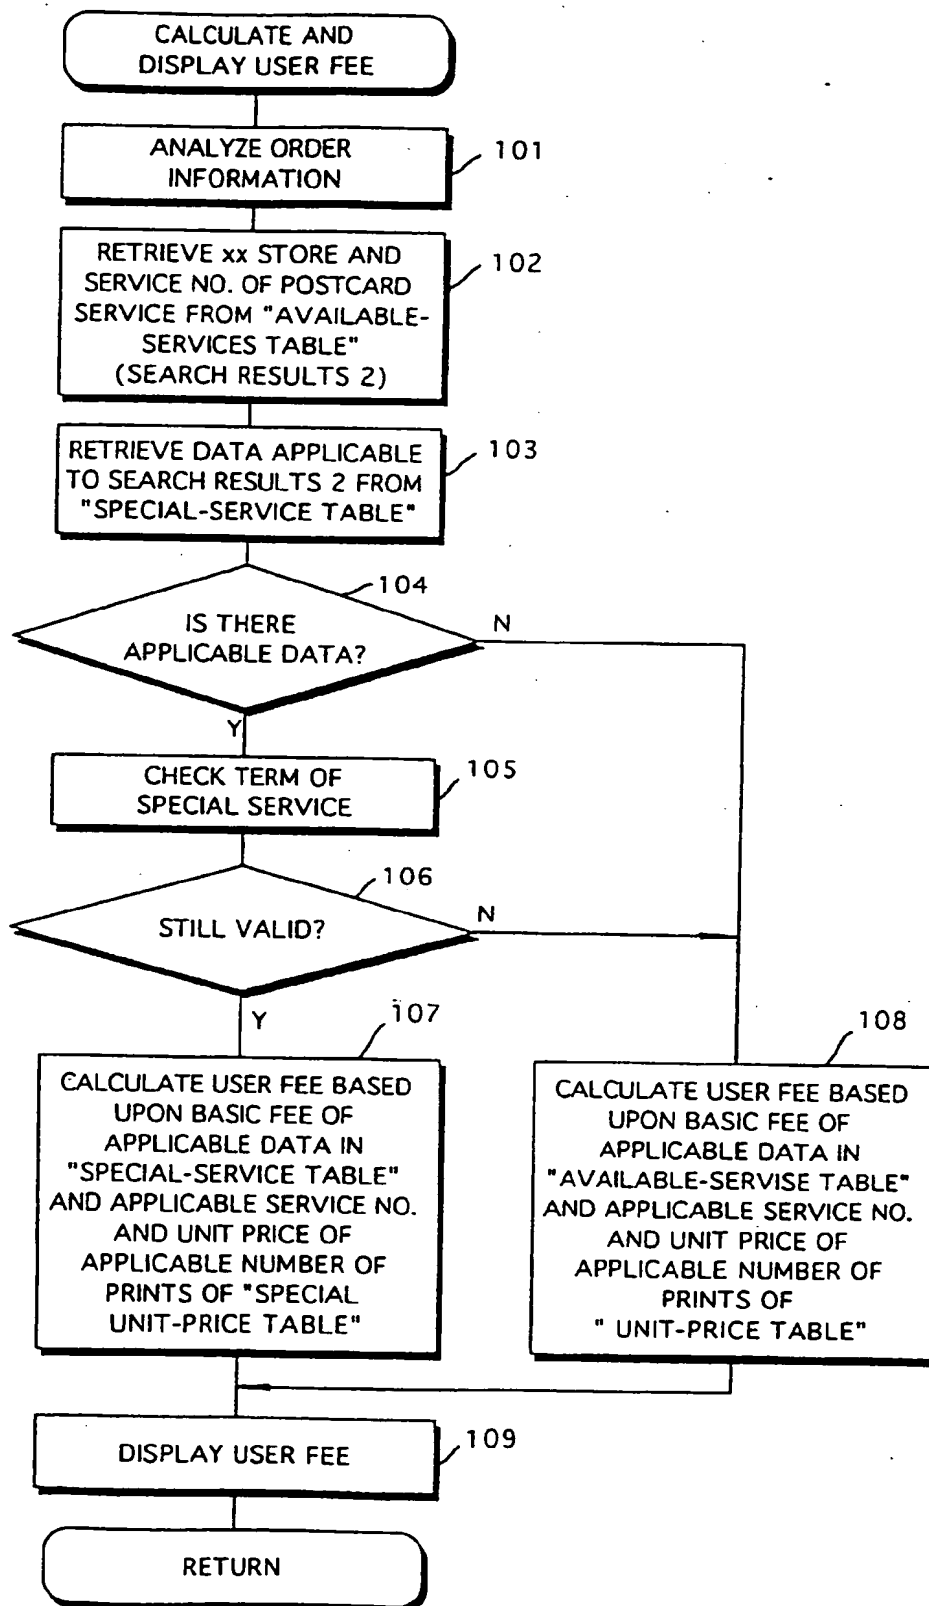 CALCULATE AND
DISPLAY USER FEE
ANALYZE ORDER
INFORMATION
101
RETRIEVE xx STORE AND
SERVICE NO. OF POSTCARD
SERVICE FROM "AVAILABLE-
SERVICES TABLE"
(SEARCH RESULTS 2)
102
RETRIEVE DATA APPLICABLE
TO SEARCH RESULTS 2 FROM
"SPECIAL-SERVICE TABLE"
103
104
IS THERE
APPLICABLE DATA?
N
Y
CHECK TERM OF
SPECIAL SERVICE
105
106
STILL VALID?
N
Y
107
CALCULATE USER FEE BASED
UPON BASIC FEE OF
APPLICABLE DATA IN
"SPECIAL-SERVICE TABLE"
AND APPLICABLE SERVICE NO.
AND UNIT PRICE OF
APPLICABLE NUMBER OF
PRINTS OF "SPECIAL
UNIT-PRICE TABLE"
108
CALCULATE USER FEE BASED
UPON BASIC FEE OF
APPLICABLE DATA IN
"AVAILABLE-SERVISE TABLE"
AND APPLICABLE SERVICE NO.
AND UNIT PRICE OF
APPLICABLE NUMBER OF
PRINTS OF
" UNIT-PRICE TABLE"
DISPLAY USER FEE
109
RETURN